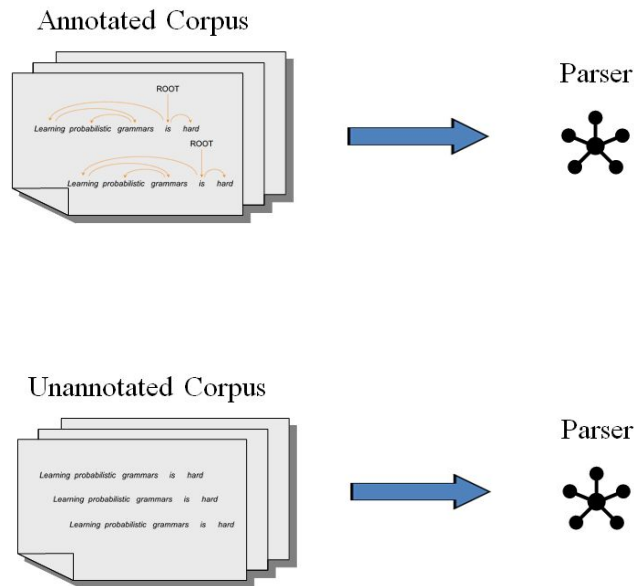 Annotated Corpus
Parser
ROOT
Learning probabilistic grammars is hard
ROOT
Learning probabilistic grammars is hard
Unannotated Corpus
Parser
Learning probabilistic grammars is hard
Learning probabilistic grammars is hard
Learning probabilistic grammars is hard